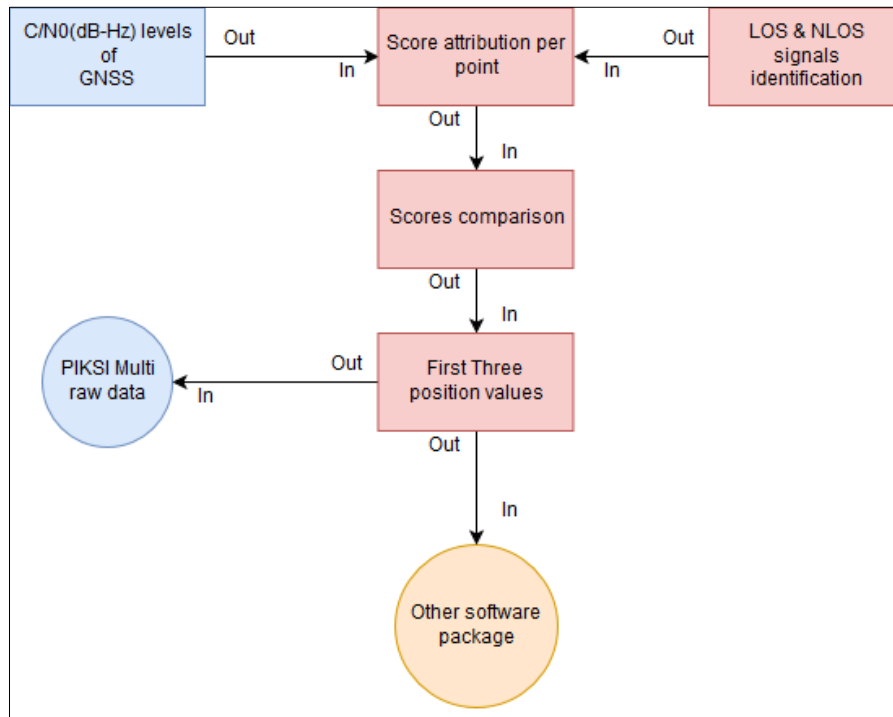 C/N0(dB-Hz) levels
of
GNSS
Out
In
Score attribution per
point
Out
In
LOS & NLOS
signals
identification
Out
In
Scores comparison
Out
In
PIKSI Multi
raw data
Out
In
First Three
position values
Out
In
Other software
package